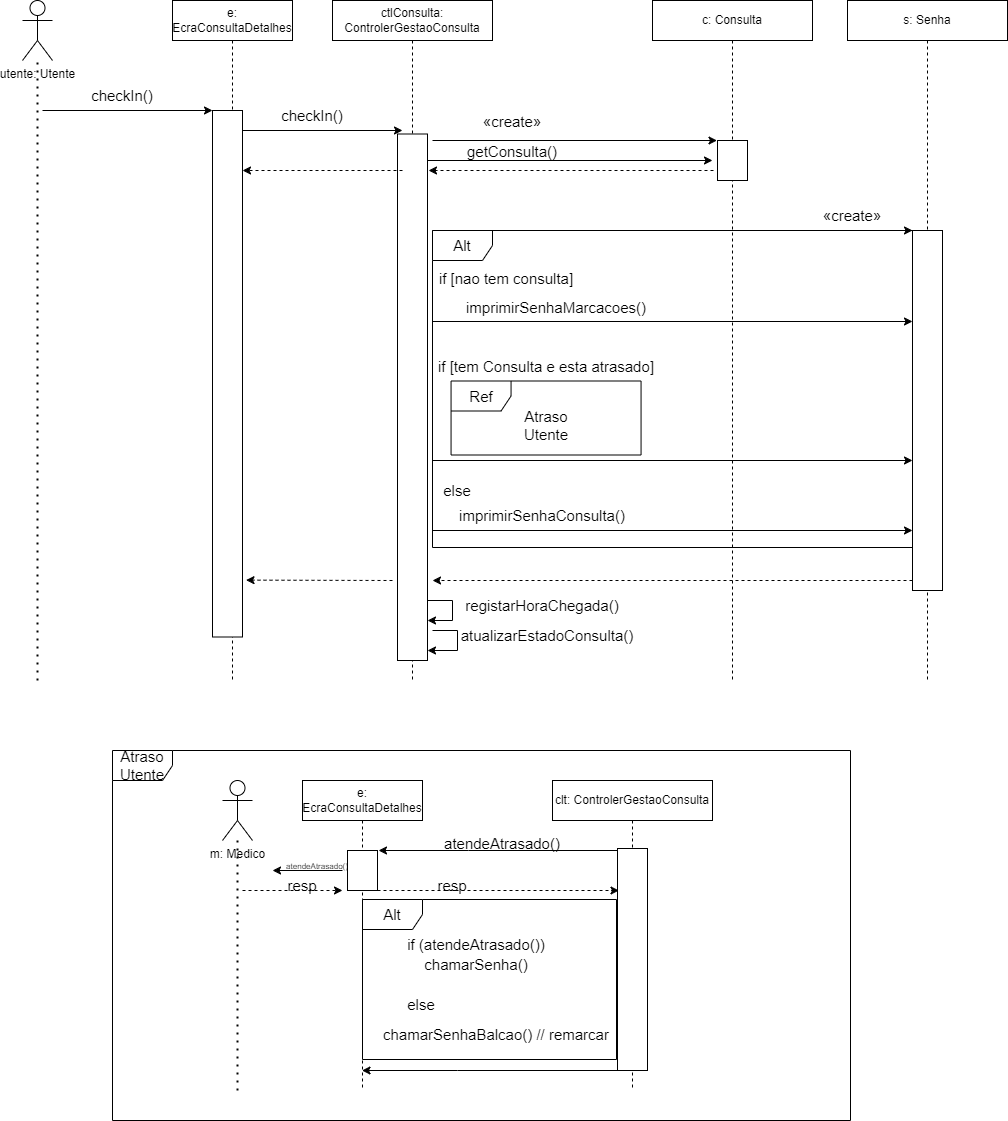 e:
EcraConsultaDetalhes
ctlConsulta:
ControlerGestaoConsulta
c: Consulta
s: Senha
utente: Utente
checkIn()
checkIn()
«create»
getConsulta()
«create»
Alt
if [nao tem consulta]
imprimirSenhaMarcacoes()
if [tem Consulta e esta atrasado]
Ref
Atraso
Utente
else
imprimirSenhaConsulta()
registarHoraChegada()
atualizarEstadoConsulta()
Atraso
Utente
e:
EcraConsultaDetalhes
clt: ControlerGestaoConsulta
m: Medico
atendeAtrasado()
atendeAtrasado()
resp
resp
Alt
if (atendeAtrasado())
chamarSenha()
else
chamarSenhaBalcao() // remarcar